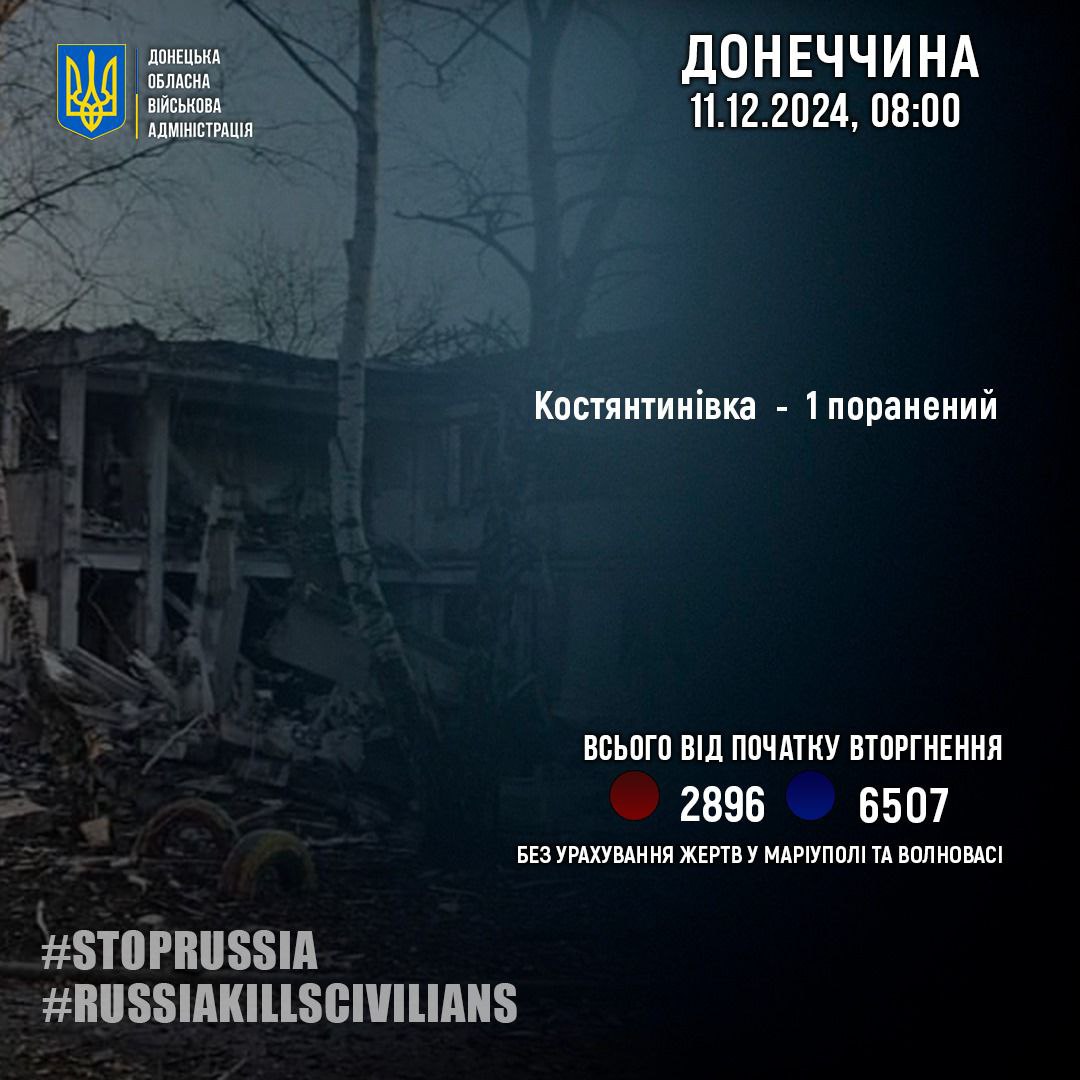 ДОНЕЦЬКА
ОБЛАСНА
ВІЙСЬКОВА
АДМІНІСТРАЦІЯ
ДОНЕЧЧИНА
11.12.2024, 08:00
Костянтинівка - 1 поранений
ВСЬОГО ВІД ПОЧАТКУ ВТОРГНЕННЯ
2896 6507
БЕЗ УРАХУВАННЯ ЖЕРТВ У МАРІУПОЛІ ТА ВОЛНОВАСІ
#STOPRUSSIA
#RUSSIAKILLSCIVILIANS